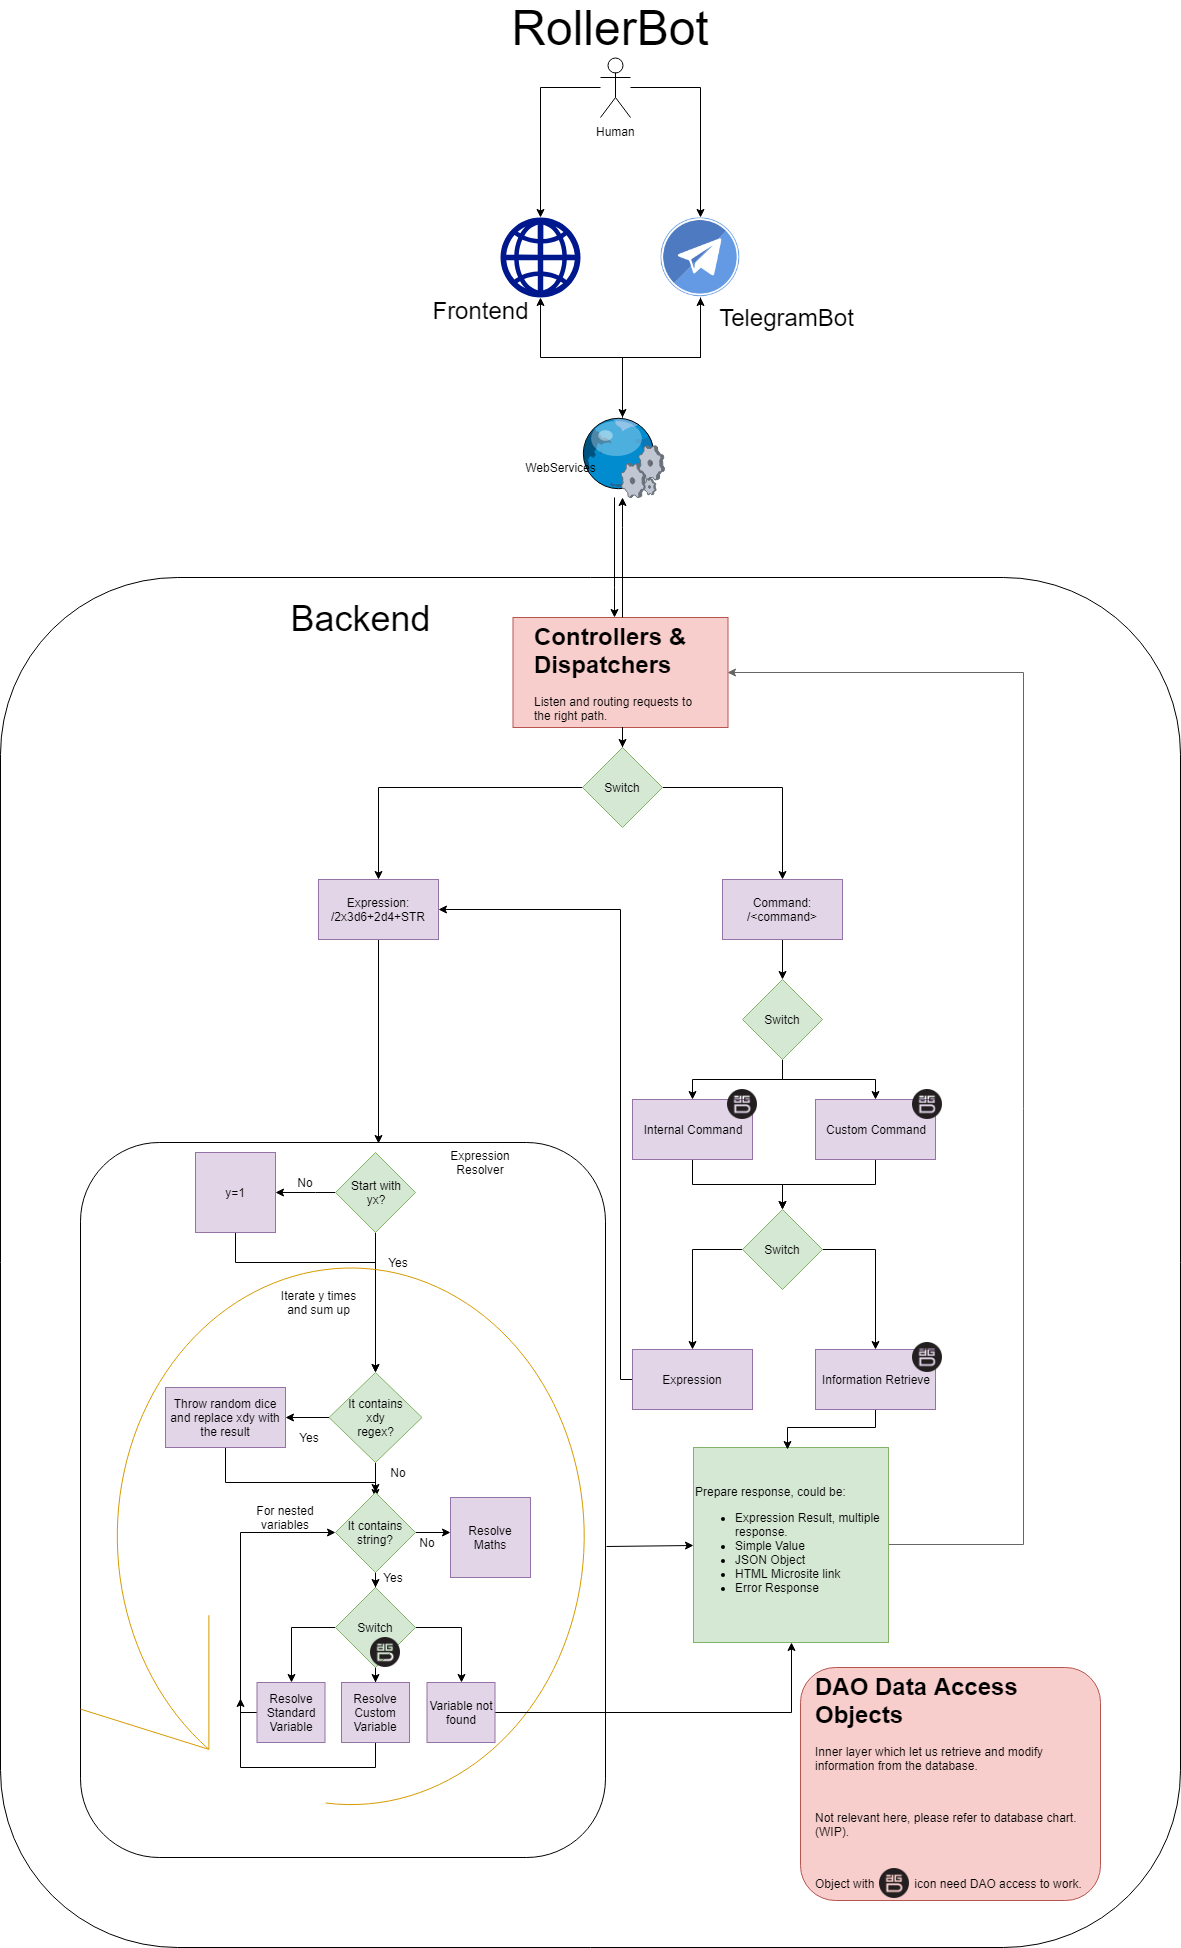 RollerBot
Human
Frontend
TelegramBot
WebServices
Backend
Controllers &
Dispatchers
Listen and routing requests to
the right path.
Switch
Expression:
/2x3d6+2d4+STR
Command:
/<command>
Switch
Internal Command
Custom Command
Expression
Resolver
Start with
yx?
No
y=1
Yes
Switch
Iterate y times
and sum up
Expression
Information Retrieve
It contains
xdy
regex?
Throw random dice
and replace xdy with
the result
Yes
No
For nested
variables
It contains
string?
No
Resolve
Maths
Yes
Switch
Resolve
Standard
Variable
Resolve
Custom
Variable
Variable not
found
Prepare response, could be:
• Expression Result, multiple
response.
• Simple Value
• JSON Object
• HTML Microsite link
• Error Response
DAO Data Access
Objects
Inner layer which let us retrieve and modify
information from the database.
Not relevant here, please refer to database chart.
(WIP).
Object with icon need DAO access to work.